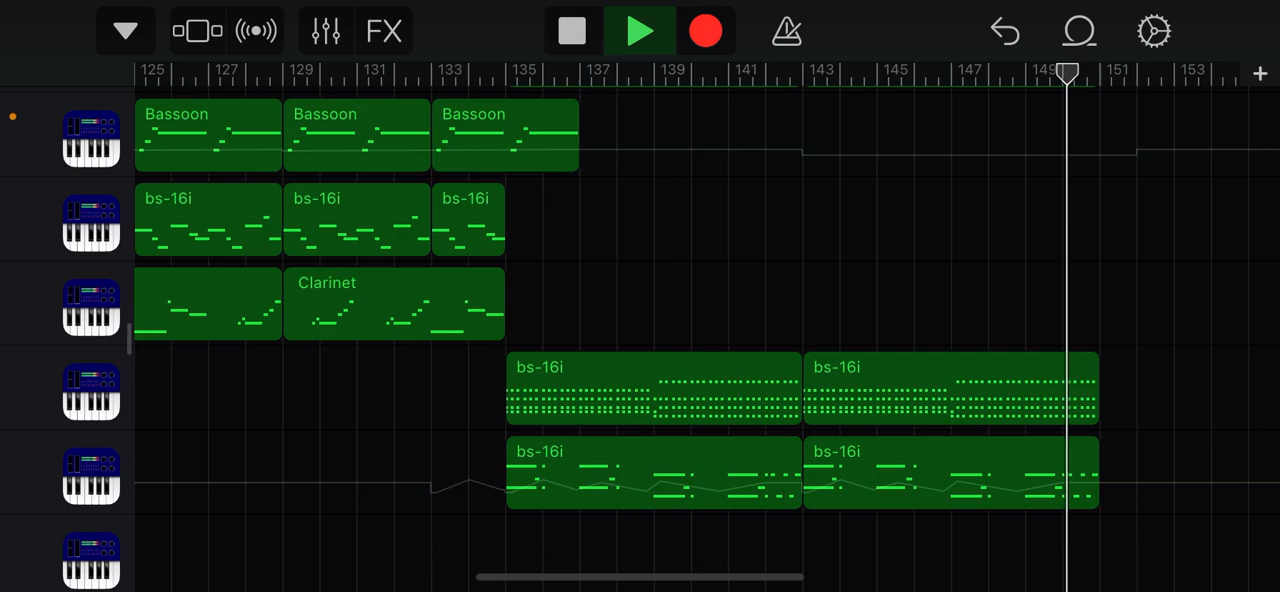 FX
125 127 129 131 133 135 137 139 141 143 145 147 149 151 153
Bassoon Bassoon Bassoon
bs-16i bs-16i bs-16i
Clarinet
bs-16i bs-16i
bs-16i bs-16i